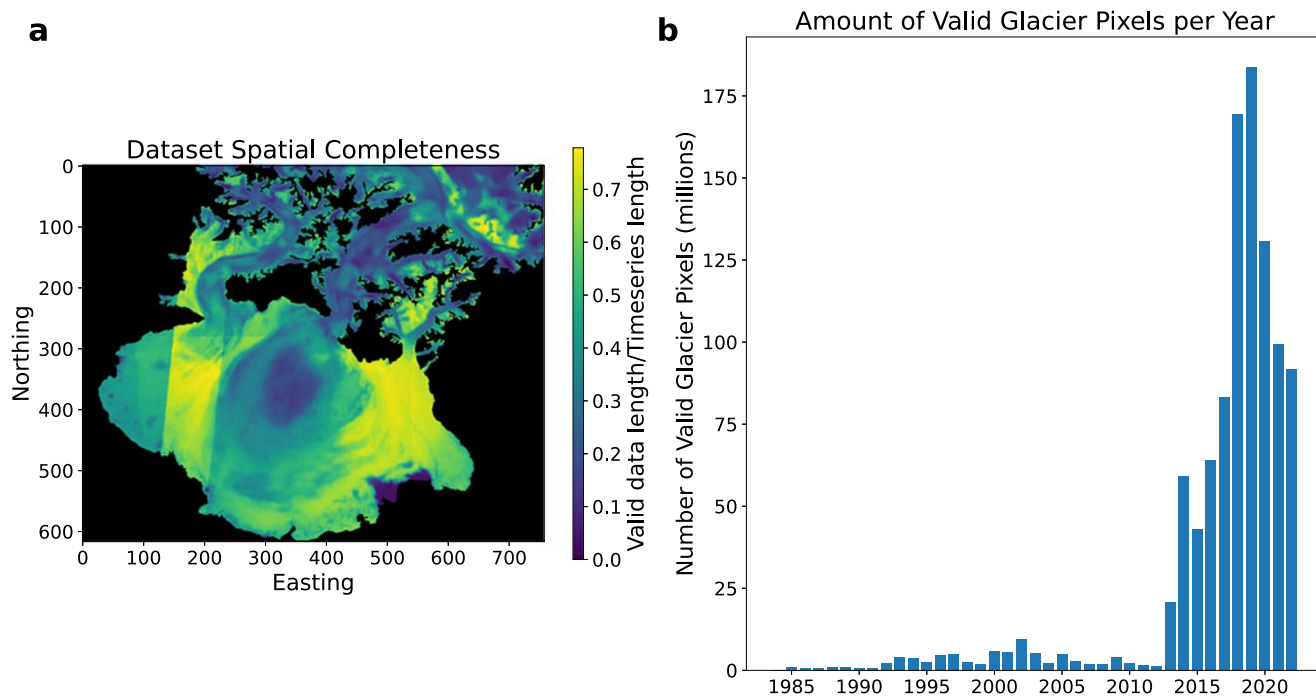 a
Dataset Spatial Completeness
0
100
200
300
400
500
600
Northing
0 100 200 300 400 500 600 700
Easting
0.7
0.6
0.5
0.4
0.3
0.2
0.1
0.0
Valid data length/Timeseries length
b
Amount of Valid Glacier Pixels per Year
175
150
125
100
75
50
25
0
Number of Valid Glacier Pixels (millions)
1985 1990 1995 2000 2005 2010 2015 2020